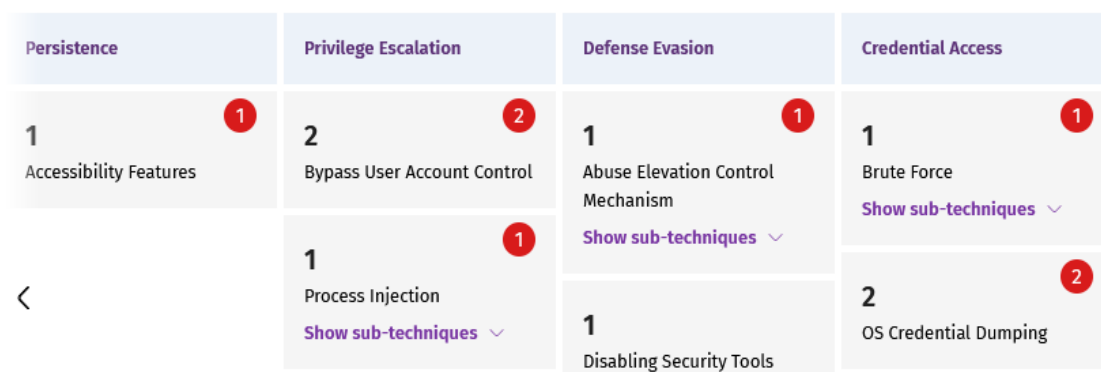 Persistence
1
1
Accessibility Features
Privilege Escalation
2
2
Bypass User Account Control
1
1
Process Injection
Show sub-techniques
Defense Evasion
1
1
Abuse Elevation Control
Mechanism
Show sub-techniques
1
Disabling Security Tools
Credential Access
1
1
Brute Force
Show sub-techniques
2
2
OS Credential Dumping